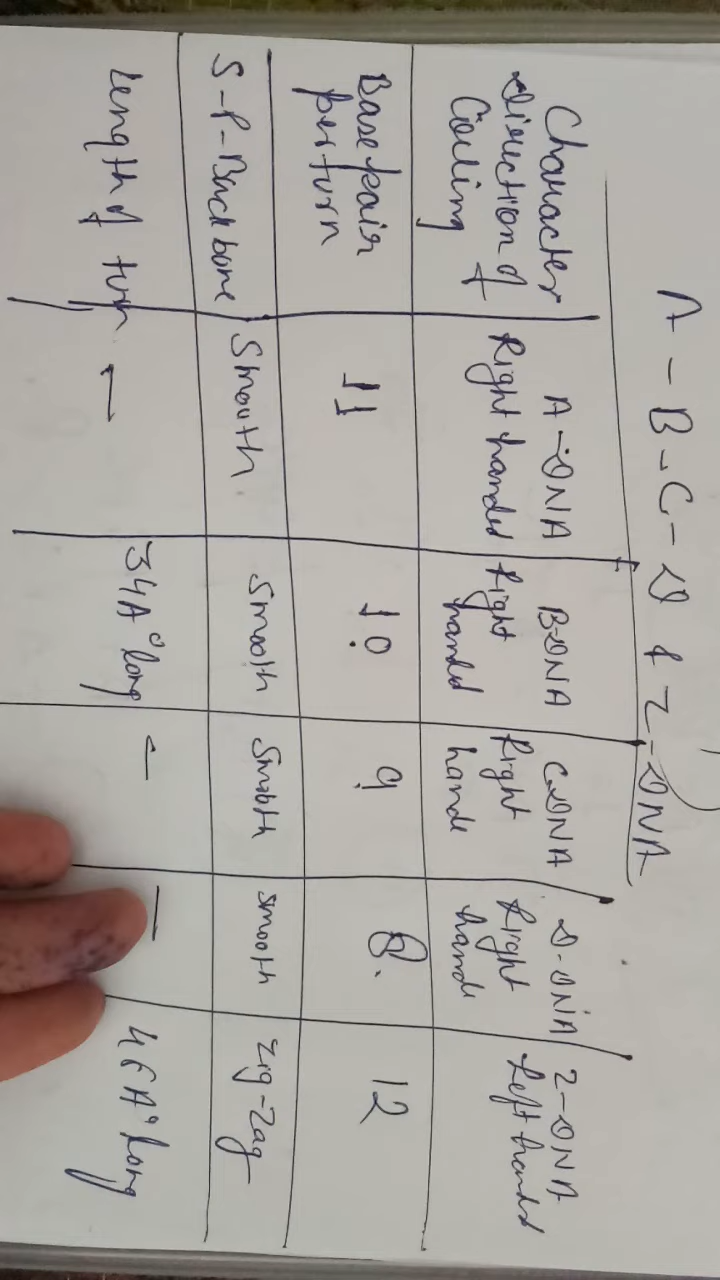 A-B-C-D & Z-DNA
Character A-DNA B-DNA C-DNA D-DNA Z-DNA
Direction of Coiling Right handed Right handed Right hande Right hande Left handed
Base pair per turn 11 10 9 8. 12
S-P-Backbone Smooth Smooth Smooth smooth zig-zag
Length of turn - 34A° long - - 46A° long